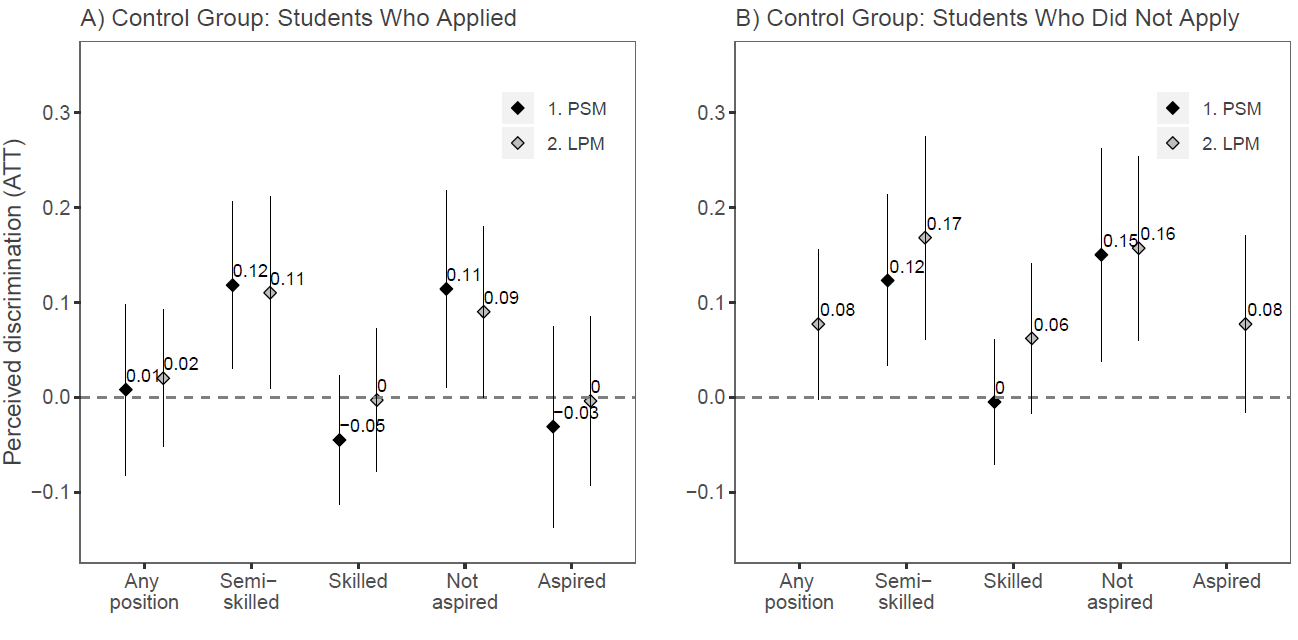 A) Control Group: Students Who Applied
Perceived discrimination (ATT)
0.3
0.2
0.1
0.0
−0.1
1. PSM
2. LPM
0.01
0.02
0.12
0.11
−0.05
0
0.11
0.09
−0.03
0
Any position
Semi−skilled
Skilled
Not aspired
Aspired
B) Control Group: Students Who Did Not Apply
0.3
0.2
0.1
0.0
−0.1
1. PSM
2. LPM
0.08
0.12
0.17
0
0.06
0.15
0.16
0.08
Any position
Semi−skilled
Skilled
Not aspired
Aspired